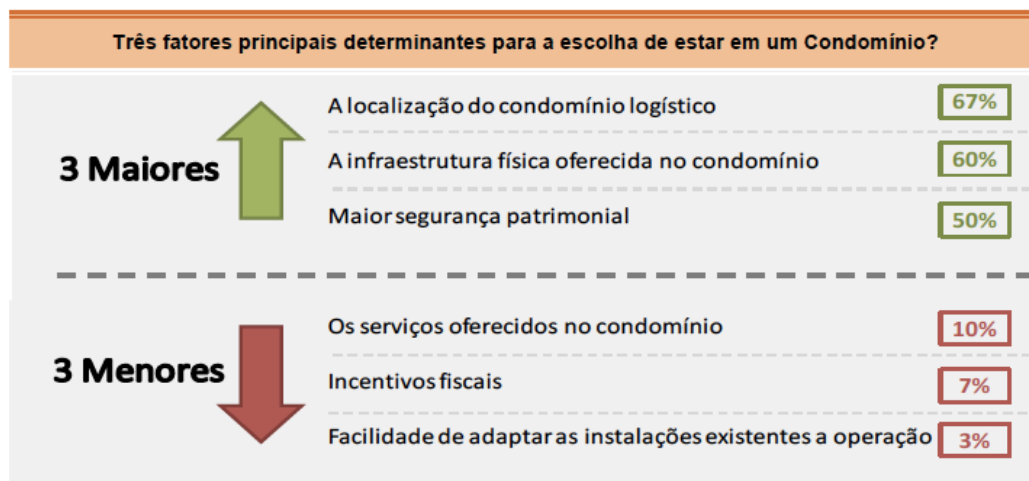 Três fatores principais determinantes para a escolha de estar em um Condomínio?
3 Maiores
A localização do condomínio logístico 67%
A infraestrutura física oferecida no condomínio 60%
Maior segurança patrimonial 50%
3 Menores
Os serviços oferecidos no condomínio 10%
Incentivos fiscais 7%
Facilidade de adaptar as instalações existentes a operação 3%